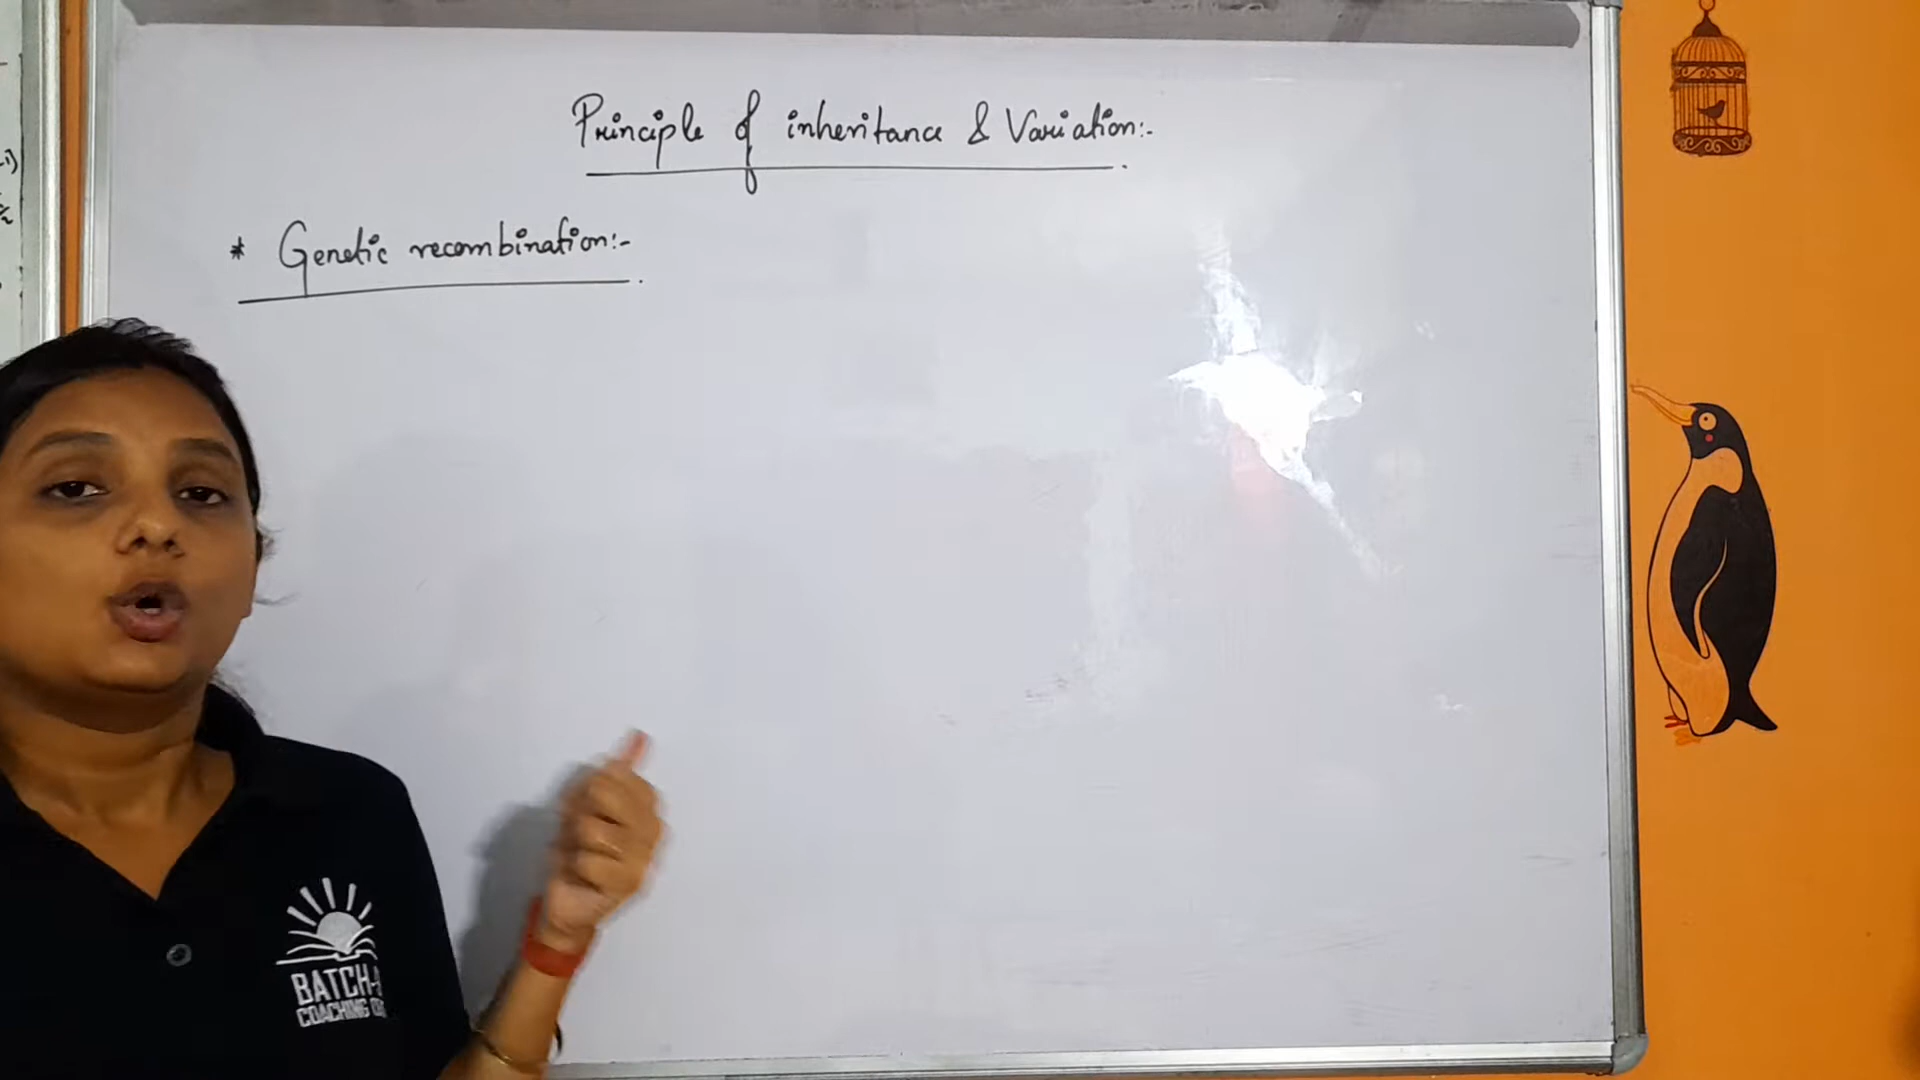 Principle of inheritance & Variation:-
* Genetic recombination:-
BATCH-
COACHING